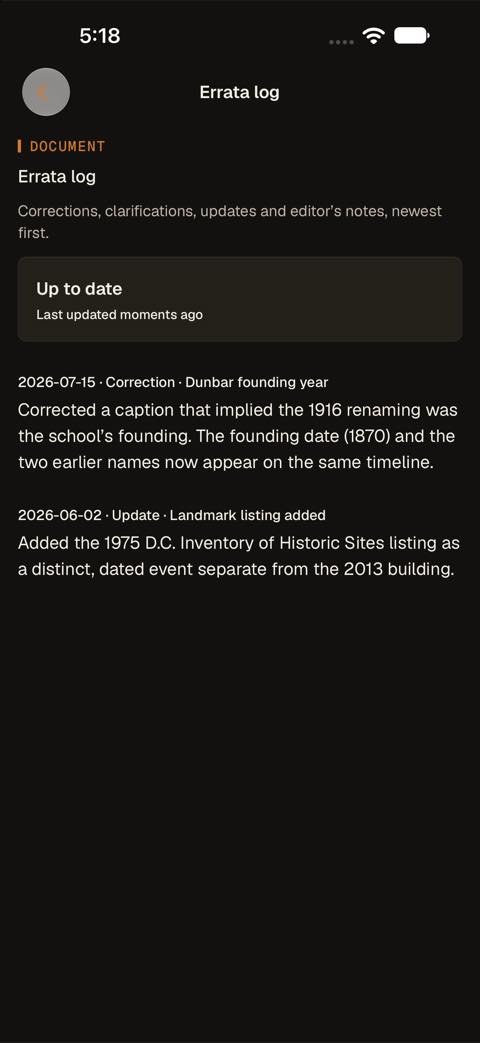 5:18
Errata log
DOCUMENT
Errata log
Corrections, clarifications, updates and editor's notes, newest
first.
Up to date
Last updated moments ago
2026-07-15 · Correction · Dunbar founding year
Corrected a caption that implied the 1916 renaming was
the school’s founding. The founding date (1870) and the
two earlier names now appear on the same timeline.
2026-06-02 · Update · Landmark listing added
Added the 1975 D.C. Inventory of Historic Sites listing as
a distinct, dated event separate from the 2013 building.